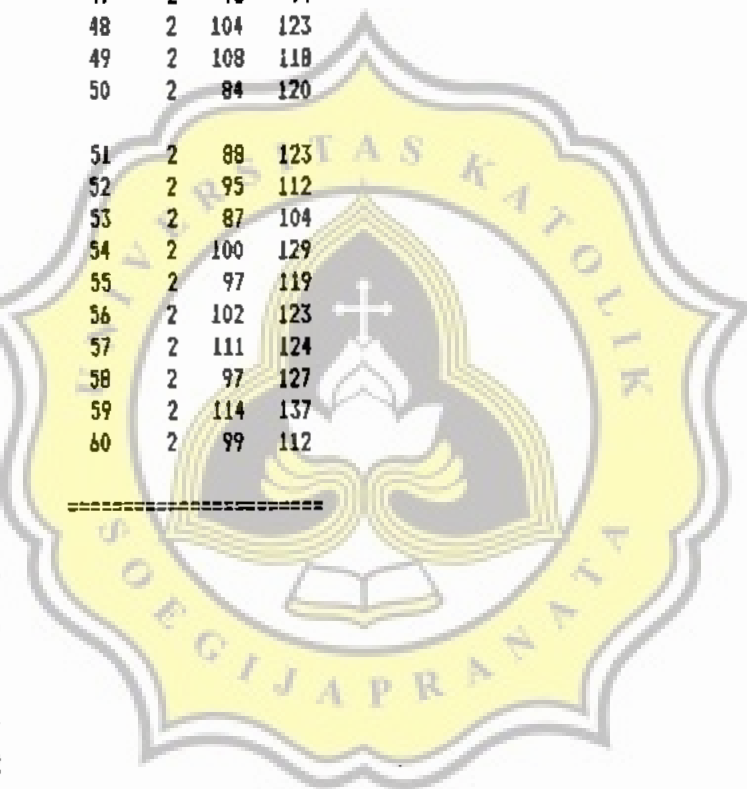 48 2 104 123
49 2 108 118
50 2 84 120
51 2 88 123
52 2 95 112
53 2 87 104
54 2 100 129
55 2 97 119
56 2 102 123
57 2 111 124
58 2 97 127
59 2 114 137
60 2 99 112
=======================
UNIVERSITAS KATOLIK
SOEGIJAPRANATA